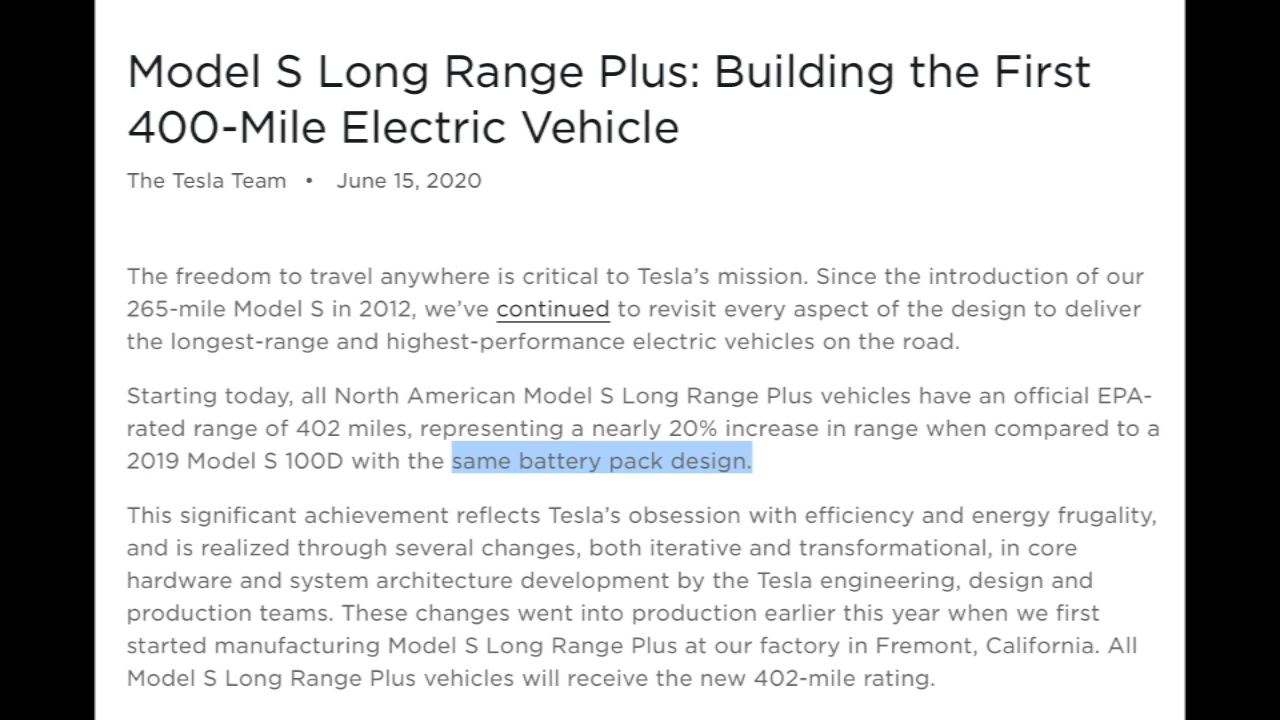 Model S Long Range Plus: Building the First
400-Mile Electric Vehicle
The Tesla Team • June 15, 2020
The freedom to travel anywhere is critical to Tesla’s mission. Since the introduction of our
265-mile Model S in 2012, we’ve continued to revisit every aspect of the design to deliver
the longest-range and highest-performance electric vehicles on the road.
Starting today, all North American Model S Long Range Plus vehicles have an official EPA-
rated range of 402 miles, representing a nearly 20% increase in range when compared to a
2019 Model S 100D with the same battery pack design.
This significant achievement reflects Tesla’s obsession with efficiency and energy frugality,
and is realized through several changes, both iterative and transformational, in core
hardware and system architecture development by the Tesla engineering, design and
production teams. These changes went into production earlier this year when we first
started manufacturing Model S Long Range Plus at our factory in Fremont, California. All
Model S Long Range Plus vehicles will receive the new 402-mile rating.